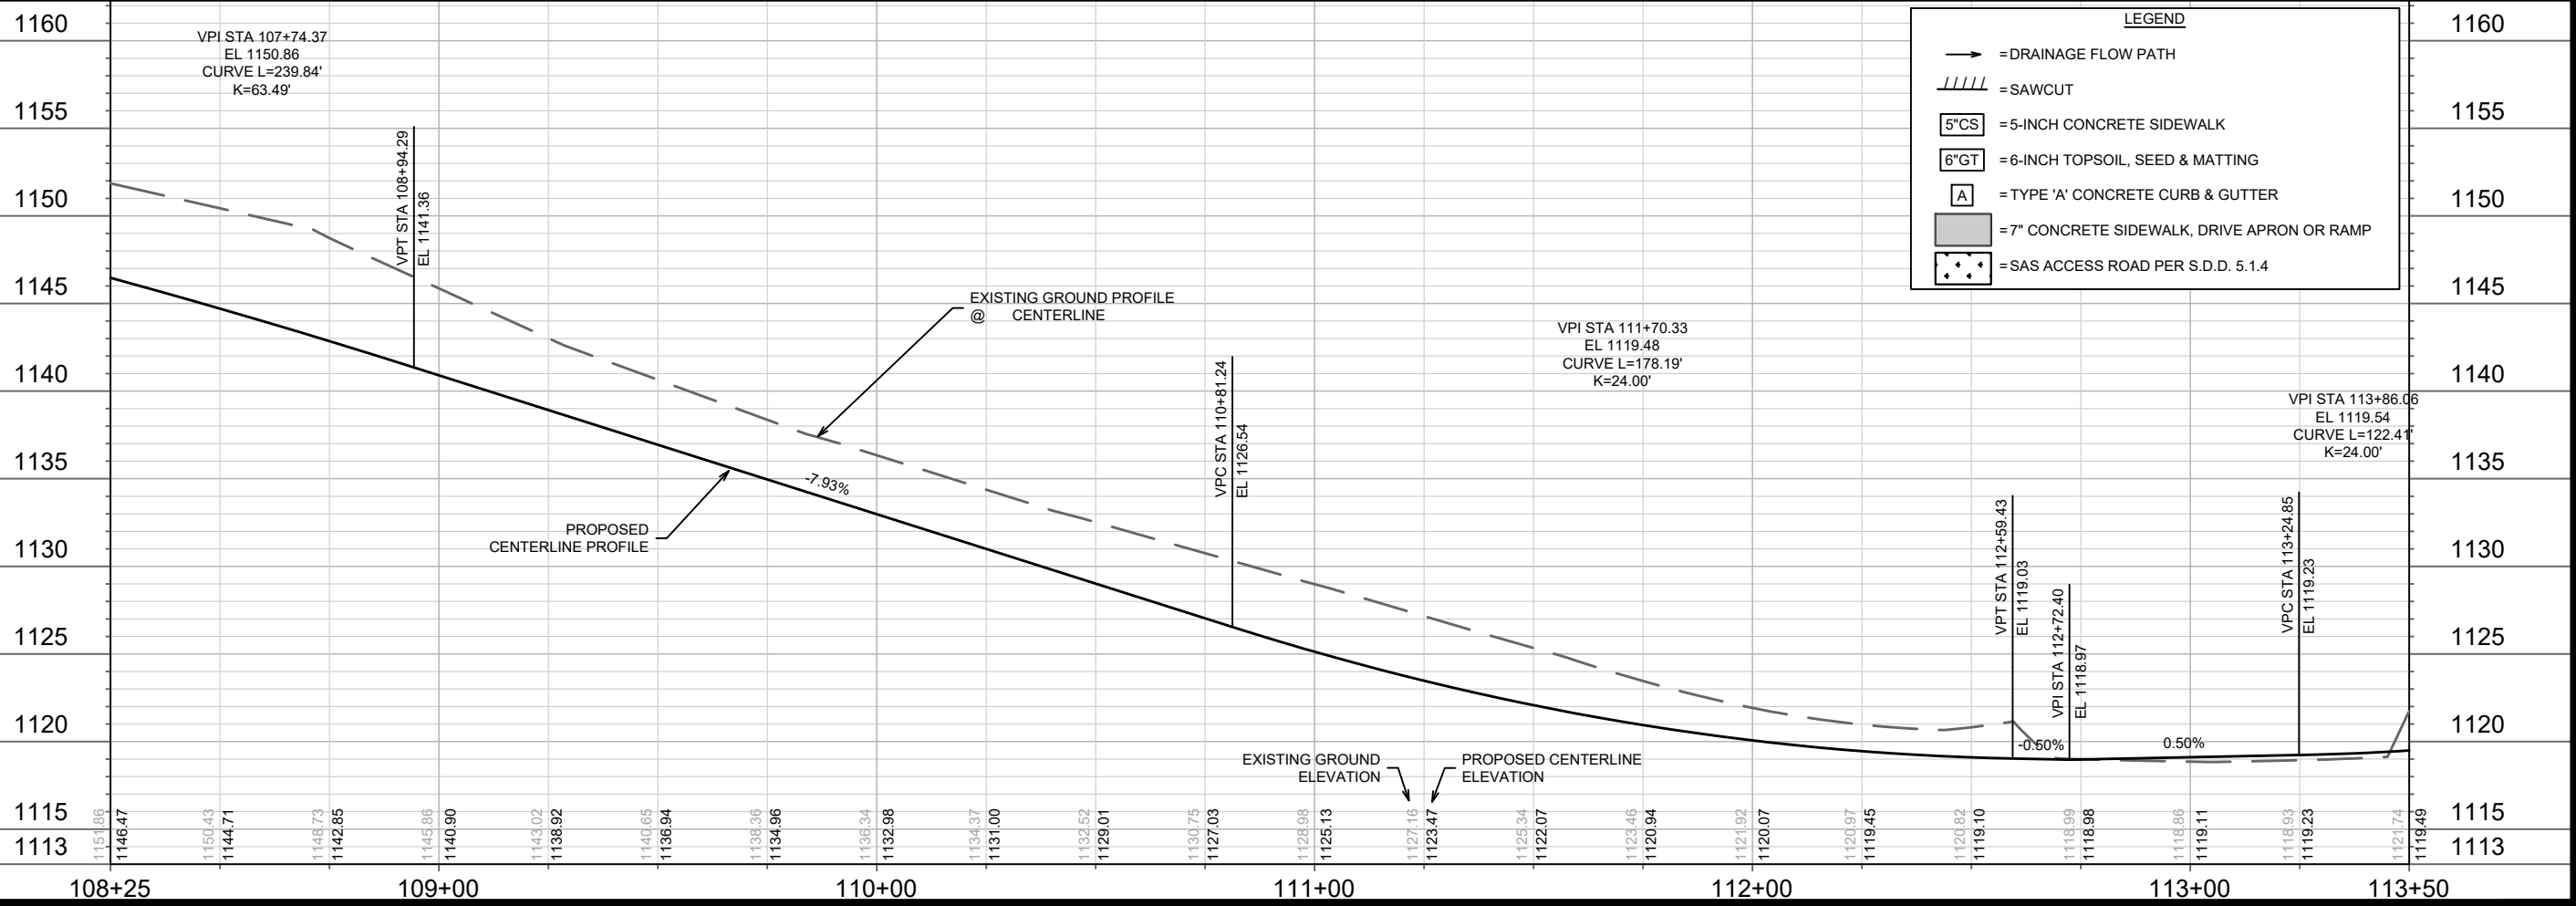 1160
1155
1150
1145
1140
1135
1130
1125
1120
1115
1113
VPI STA 107+74.37
EL 1150.86
CURVE L=239.84'
K=63.49'
VPT STA 108+94.29
EL 1141.36
EXISTING GROUND PROFILE
@ CENTERLINE
-7.93%
PROPOSED
CENTERLINE PROFILE
VPC STA 110+81.24
EL 1126.54
VPI STA 111+70.33
EL 1119.48
CURVE L=178.19'
K=24.00'
VPT STA 112+59.43
EL 1119.03
VPI STA 112+72.40
EL 1118.97
-0.50%
0.50%
VPC STA 113+24.85
EL 1119.23
VPI STA 113+86.06
EL 1119.54
CURVE L=122.41'
K=24.00'
EXISTING GROUND
ELEVATION
PROPOSED CENTERLINE
ELEVATION
LEGEND
=DRAINAGE FLOW PATH
=SAWCUT
5"CS =5-INCH CONCRETE SIDEWALK
6"GT =6-INCH TOPSOIL, SEED & MATTING
A =TYPE 'A' CONCRETE CURB & GUTTER
=7" CONCRETE SIDEWALK, DRIVE APRON OR RAMP
=SAS ACCESS ROAD PER S.D.D. 5.1.4
1160
1155
1150
1145
1140
1135
1130
1125
1120
1115
1113
1151.86
1146.47
1150.43
1144.71
1148.73
1142.85
1145.86
1140.90
1143.02
1138.92
1140.65
1136.94
1138.36
1134.96
1136.34
1132.98
1134.37
1131.00
1132.52
1129.01
1130.75
1127.03
1128.98
1125.13
1127.16
1123.47
1125.34
1122.07
1123.46
1120.94
1121.92
1120.07
1120.97
1119.45
1120.82
1119.10
1118.99
1118.98
1118.86
1119.11
1118.93
1119.23
1121.74
1119.49
108+25
109+00
110+00
111+00
112+00
113+00
113+50